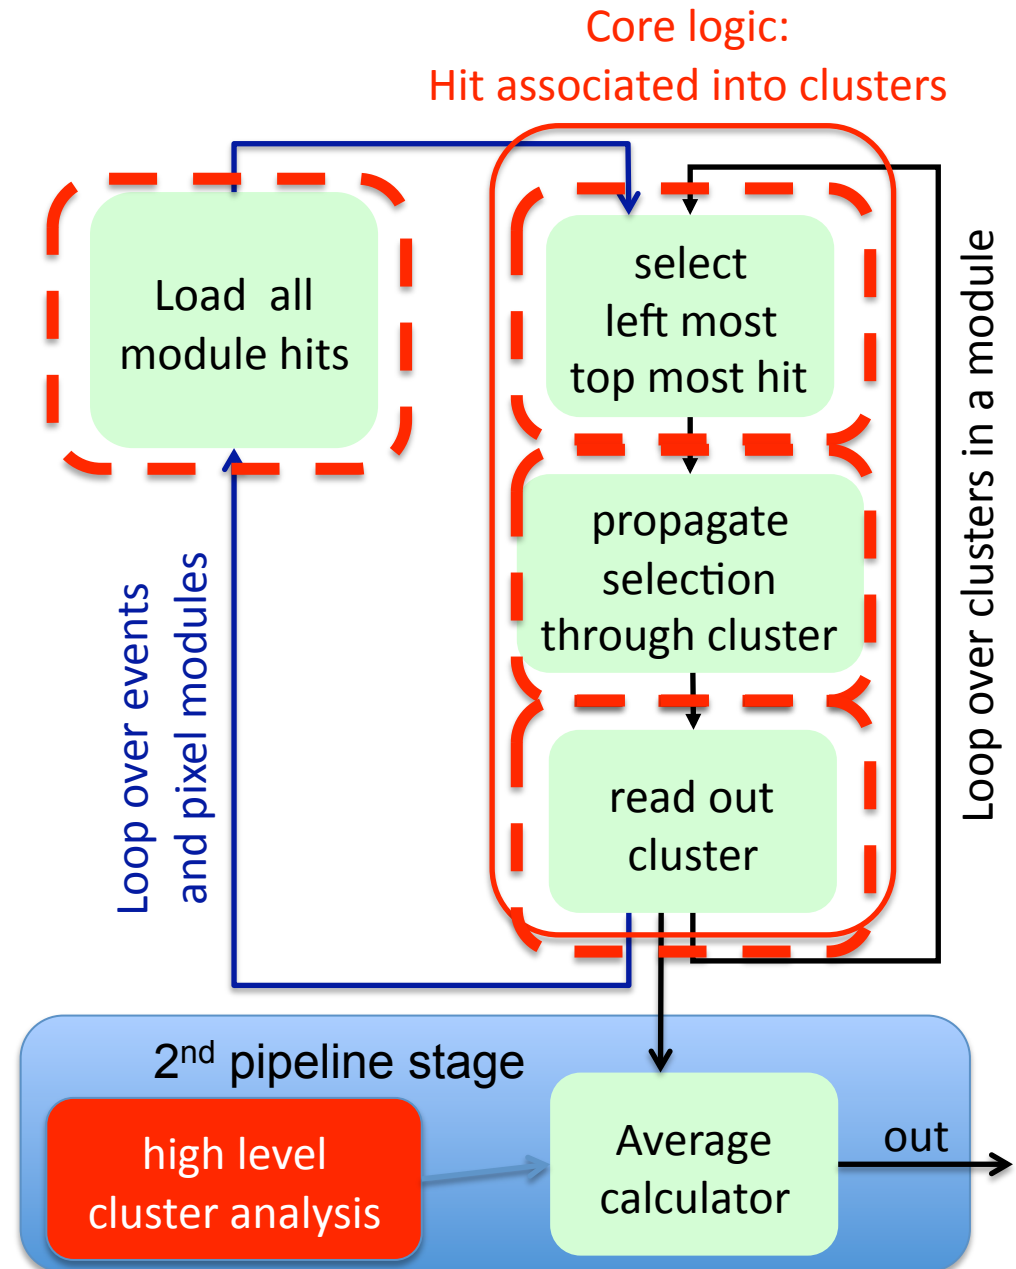 Core logic:
Hit associated into clusters
Load all
module hits
select
left most
top most hit
propagate
selection
through cluster
read out
cluster
Loop over clusters in a module
Loop over events
and pixel modules
2nd pipeline stage
high level
cluster analysis
Average
calculator
out